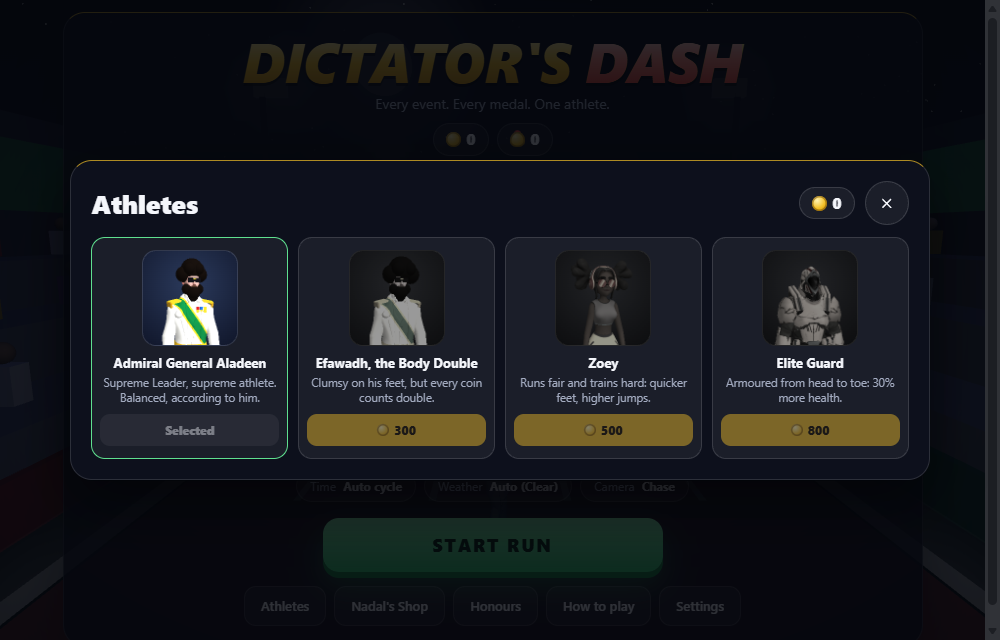 DICTATOR'S DASH
Every event. Every medal. One athlete.
0 0
Athletes
0 ×
Admiral General Aladeen
Supreme Leader, supreme athlete.
Balanced, according to him.
Selected
Efawadh, the Body Double
Clumsy on his feet, but every coin
counts double.
300
Zoey
Runs fair and trains hard: quicker
feet, higher jumps.
500
Elite Guard
Armoured from head to toe: 30%
more health.
800
Time Auto cycle Weather Auto (Clear) Camera Chase
START RUN
Athletes Nadal's Shop Honours How to play Settings